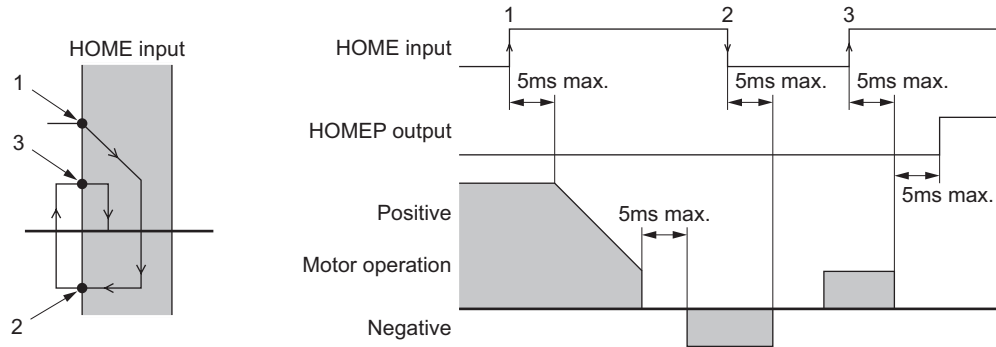 HOME input
1
3
2
1 2 3
HOME input
5ms max. 5ms max. 5ms max.
HOMEP output
5ms max.
Positive
5ms max.
Motor operation
Negative